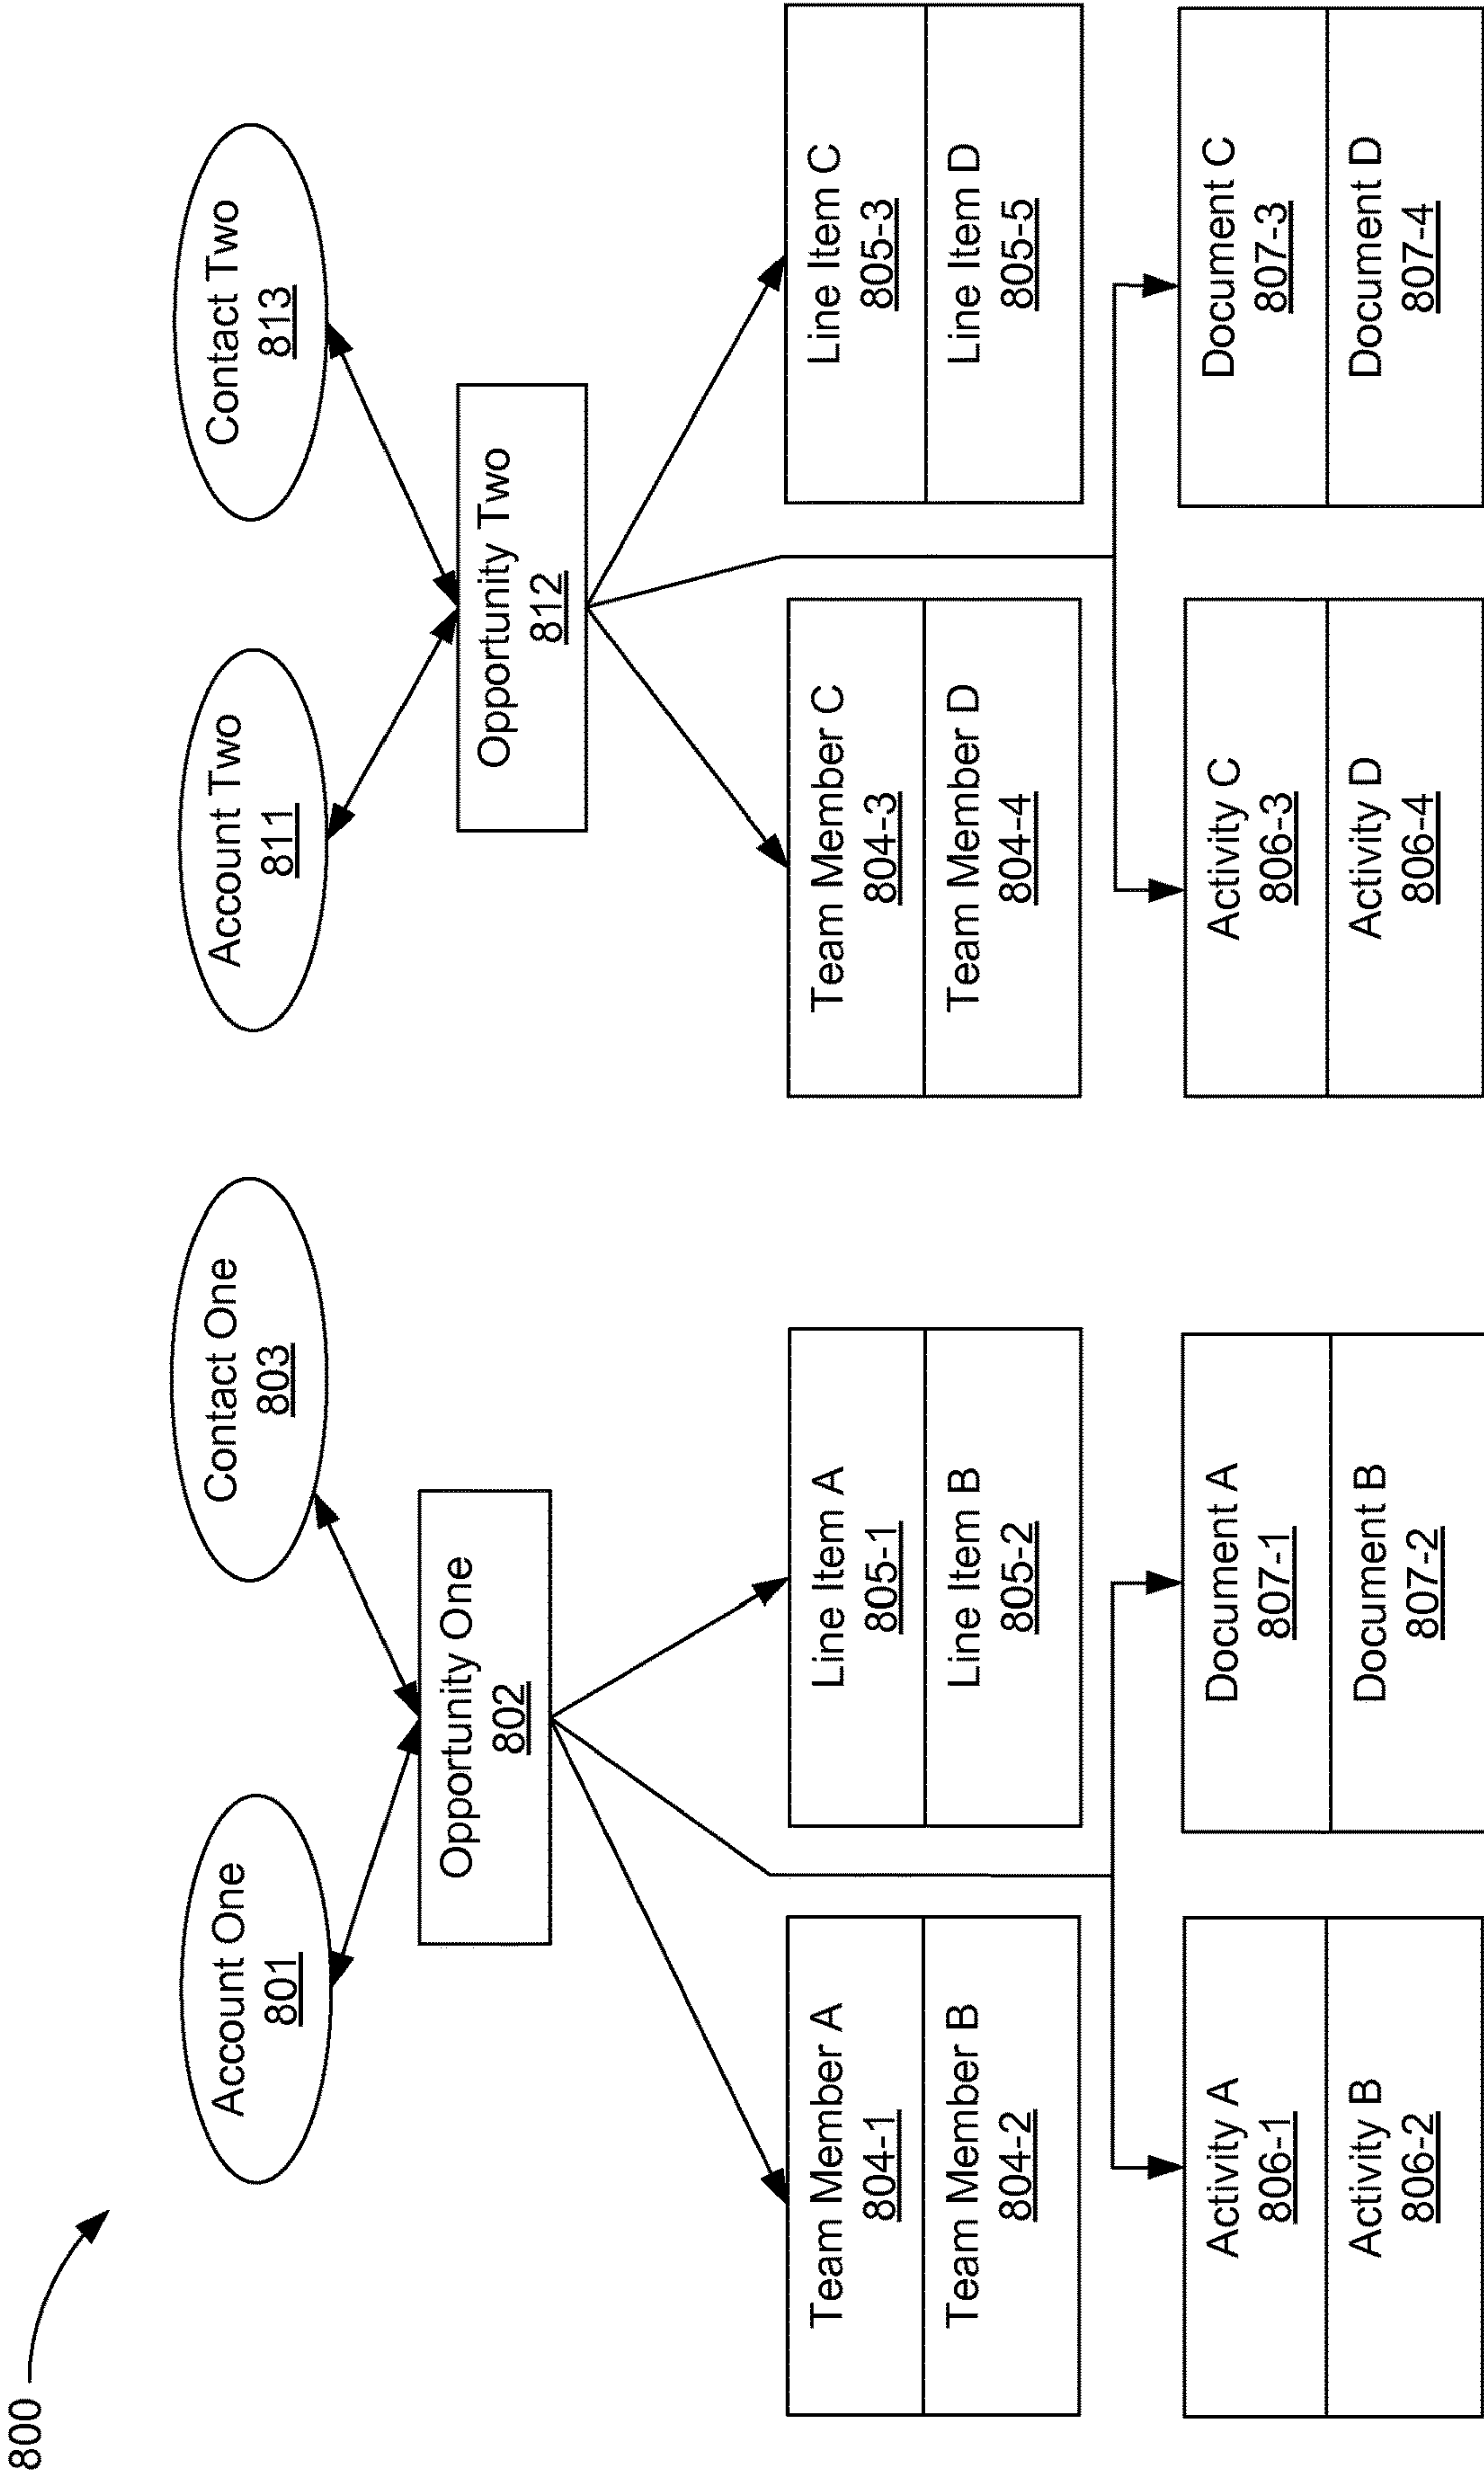 800
Account One
801
Contact One
803
Account Two
811
Contact Two
813
Opportunity One
802
Opportunity Two
812
Team Member A
804-1
Team Member B
804-2
Line Item A
805-1
Line Item B
805-2
Team Member C
804-3
Team Member D
804-4
Line Item C
805-3
Line Item D
805-5
Activity A
806-1
Activity B
806-2
Document A
807-1
Document B
807-2
Activity C
806-3
Activity D
806-4
Document C
807-3
Document D
807-4